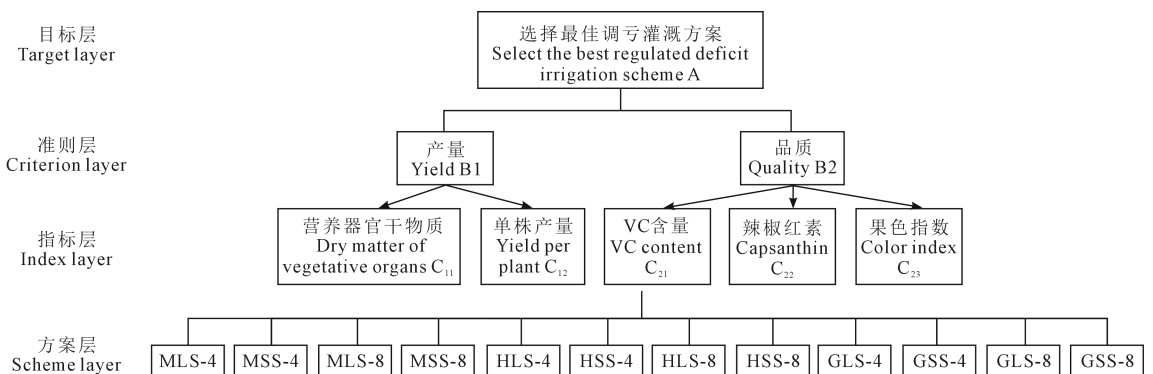 目标层
Target layer
选择最佳调亏灌溉方案
Select the best regulated deficit
irrigation scheme A
准则层
Criterion layer
产量
Yield B1
品质
Quality B2
指标层
Index layer
营养器官干物质
Dry matter of
vegetative organs C₁₁
单株产量
Yield per
plant C₁₂
VC含量
VC content
C₂₁
辣椒红素
Capsanthin
C₂₂
果色指数
Color index
C₂₃
方案层
Scheme layer
MLS-4
MSS-4
MLS-8
MSS-8
HLS-4
HSS-4
HLS-8
HSS-8
GLS-4
GSS-4
GLS-8
GSS-8